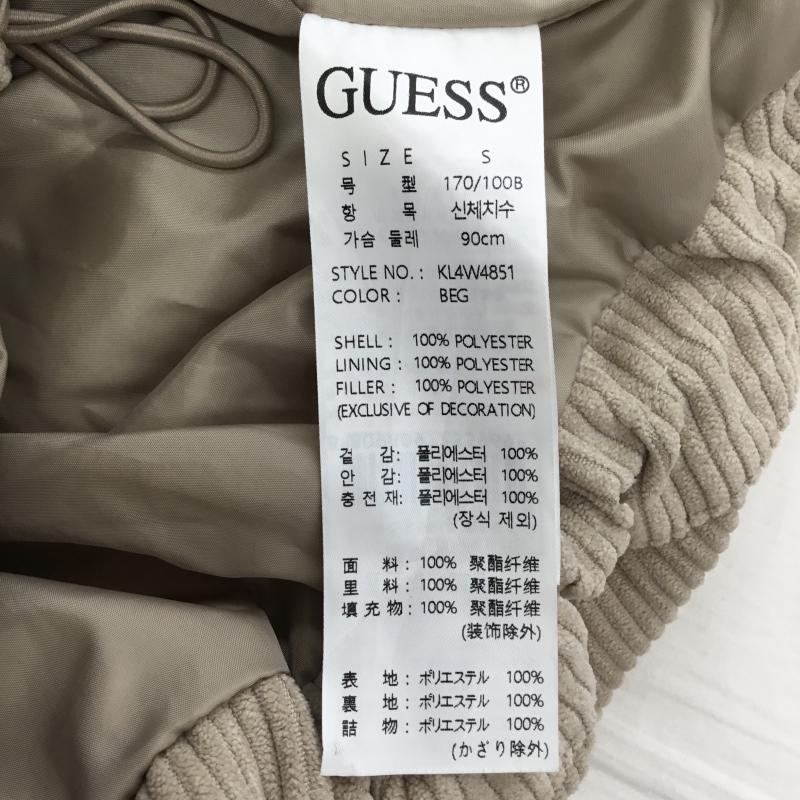 GUESS®
SIZE S
号 型 170/100B
항 목 신체치수
가슴 둘레 90cm
STYLE NO. : KL4W4851
COLOR : BEG
SHELL : 100% POLYESTER
LINING : 100% POLYESTER
FILLER : 100% POLYESTER
(EXCLUSIVE OF DECORATION)
겉 감: 폴리에스터 100%
안 감: 폴리에스터 100%
충 전 재: 폴리에스터 100%
(장식 제외)
面 料 : 100% 聚酯纤维
里 料 : 100% 聚酯纤维
填 充 物 : 100% 聚酯纤维
(装饰除外)
表 地 : ポリエステル 100%
裏 地 : ポリエステル 100%
詰 物 : ポリエステル 100%
(かざり除外)